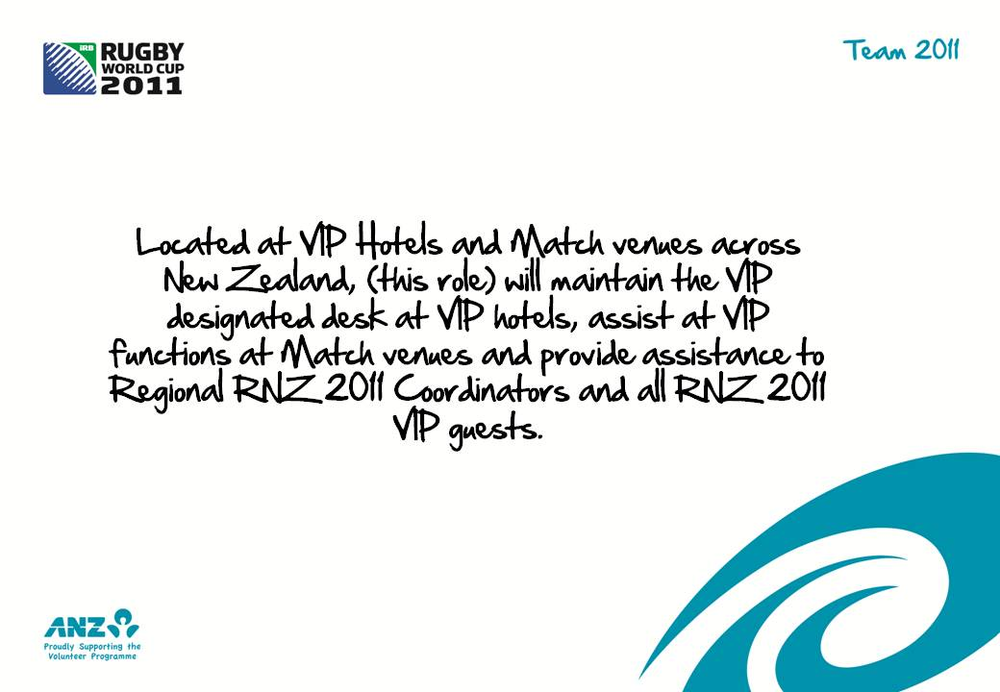 iRB
RUGBY
WORLD CUP
2011
Team 2011
Located at VIP Hotels and Match venues across
New Zealand, (this role) will maintain the VIP
designated desk at VIP hotels, assist at VIP
functions at Match venues and provide assistance to
Regional RNZ 2011 Coordinators and all RNZ 2011
VIP guests.
ANZ
Proudly Supporting the
Volunteer Programme